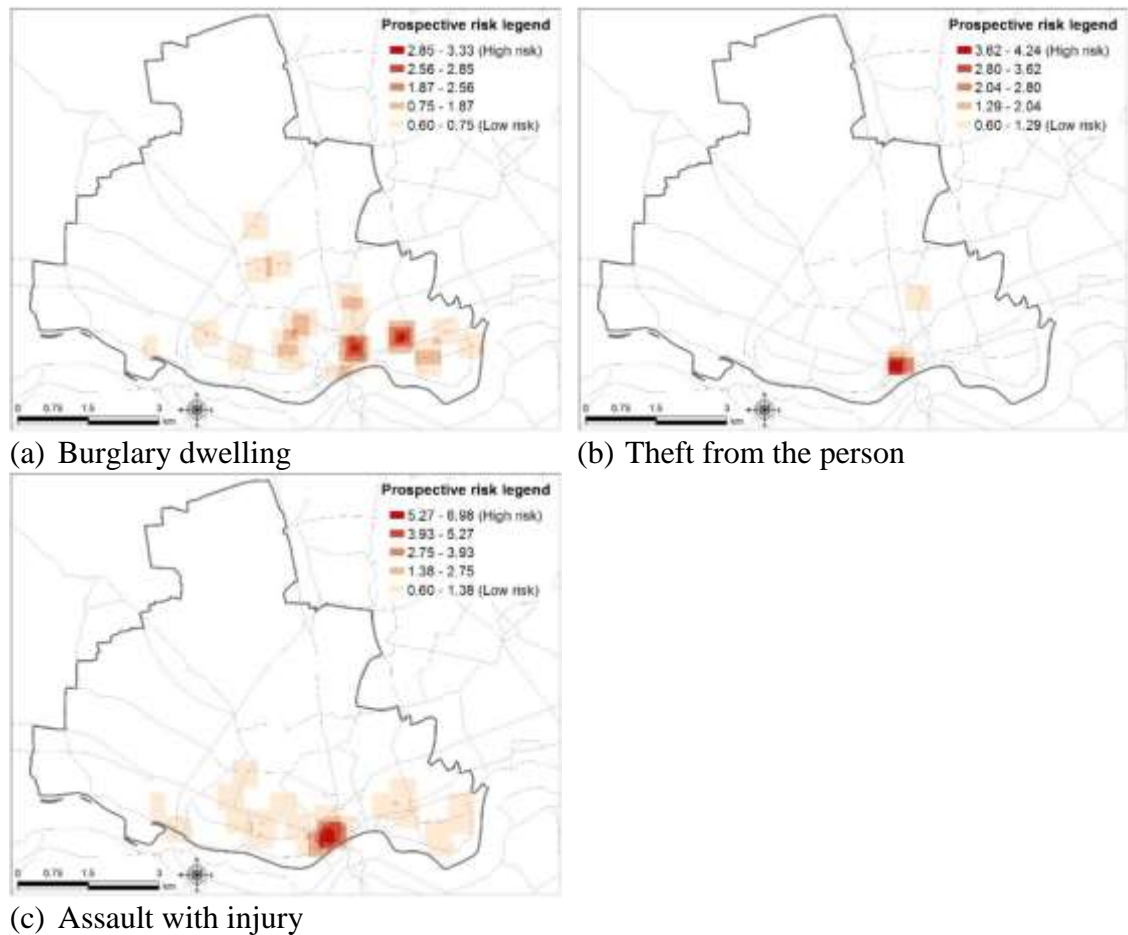 Prospective risk legend
2.85 - 3.33 (High risk)
2.56 - 2.85
1.87 - 2.56
0.75 - 1.87
0.60 - 0.75 (Low risk)
0 0.75 1.5 3
km
(a) Burglary dwelling
Prospective risk legend
3.62 - 4.24 (High risk)
2.80 - 3.62
2.04 - 2.80
1.29 - 2.04
0.60 - 1.29 (Low risk)
0 0.75 1.5 3
km
(b) Theft from the person
Prospective risk legend
5.27 - 6.98 (High risk)
3.93 - 5.27
2.75 - 3.93
1.38 - 2.75
0.60 - 1.38 (Low risk)
0 0.75 1.5 3
km
(c) Assault with injury